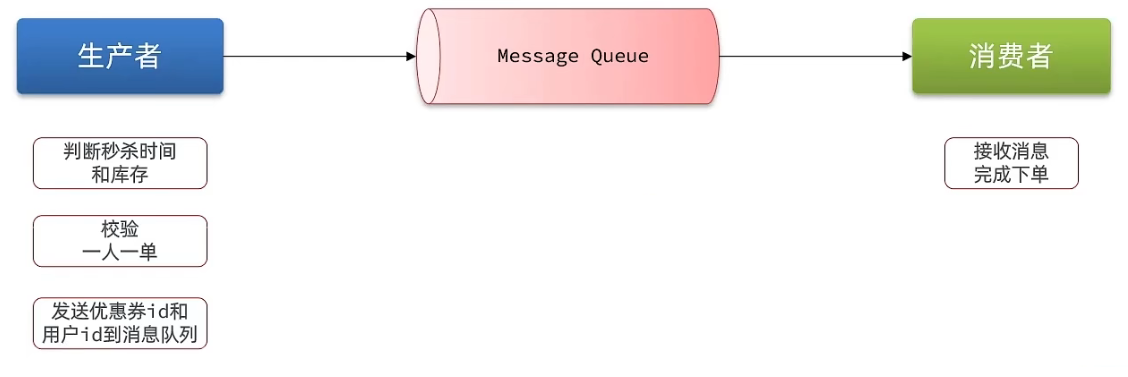 生产者
Message Queue
消费者
判断秒杀时间
和库存
接收消息
完成下单
校验
一人一单
发送优惠券id和
用户id到消息队列